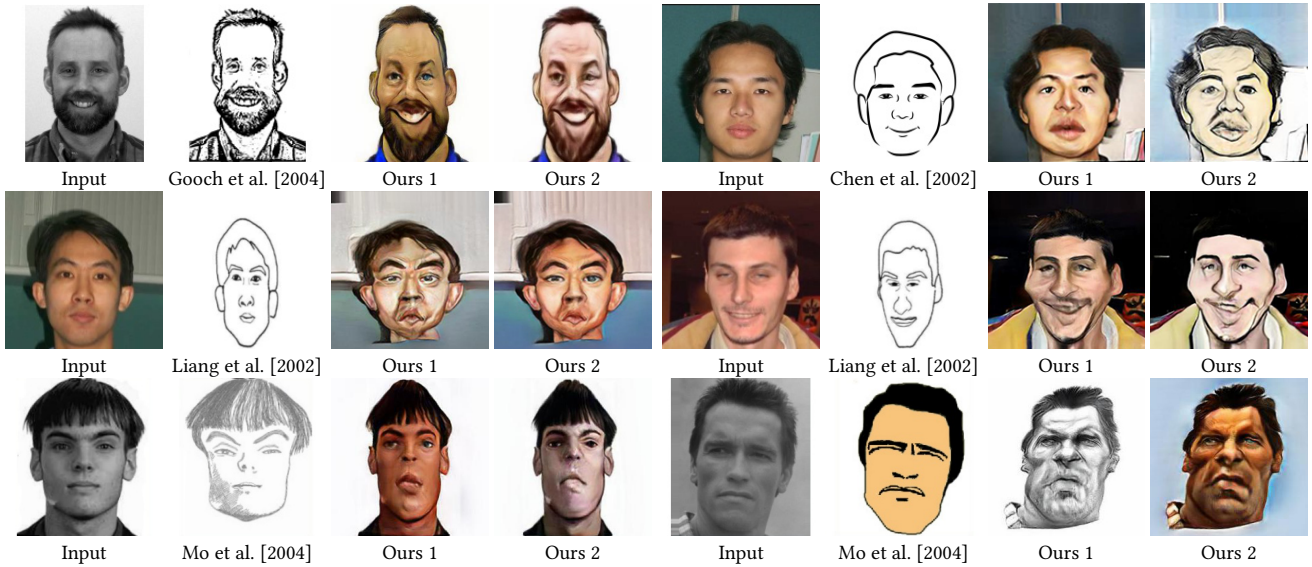 Input Gooch et al. [2004] Ours 1 Ours 2 Input Chen et al. [2002] Ours 1 Ours 2
Input Liang et al. [2002] Ours 1 Ours 2 Input Liang et al. [2002] Ours 1 Ours 2
Input Mo et al. [2004] Ours 1 Ours 2 Input Mo et al. [2004] Ours 1 Ours 2